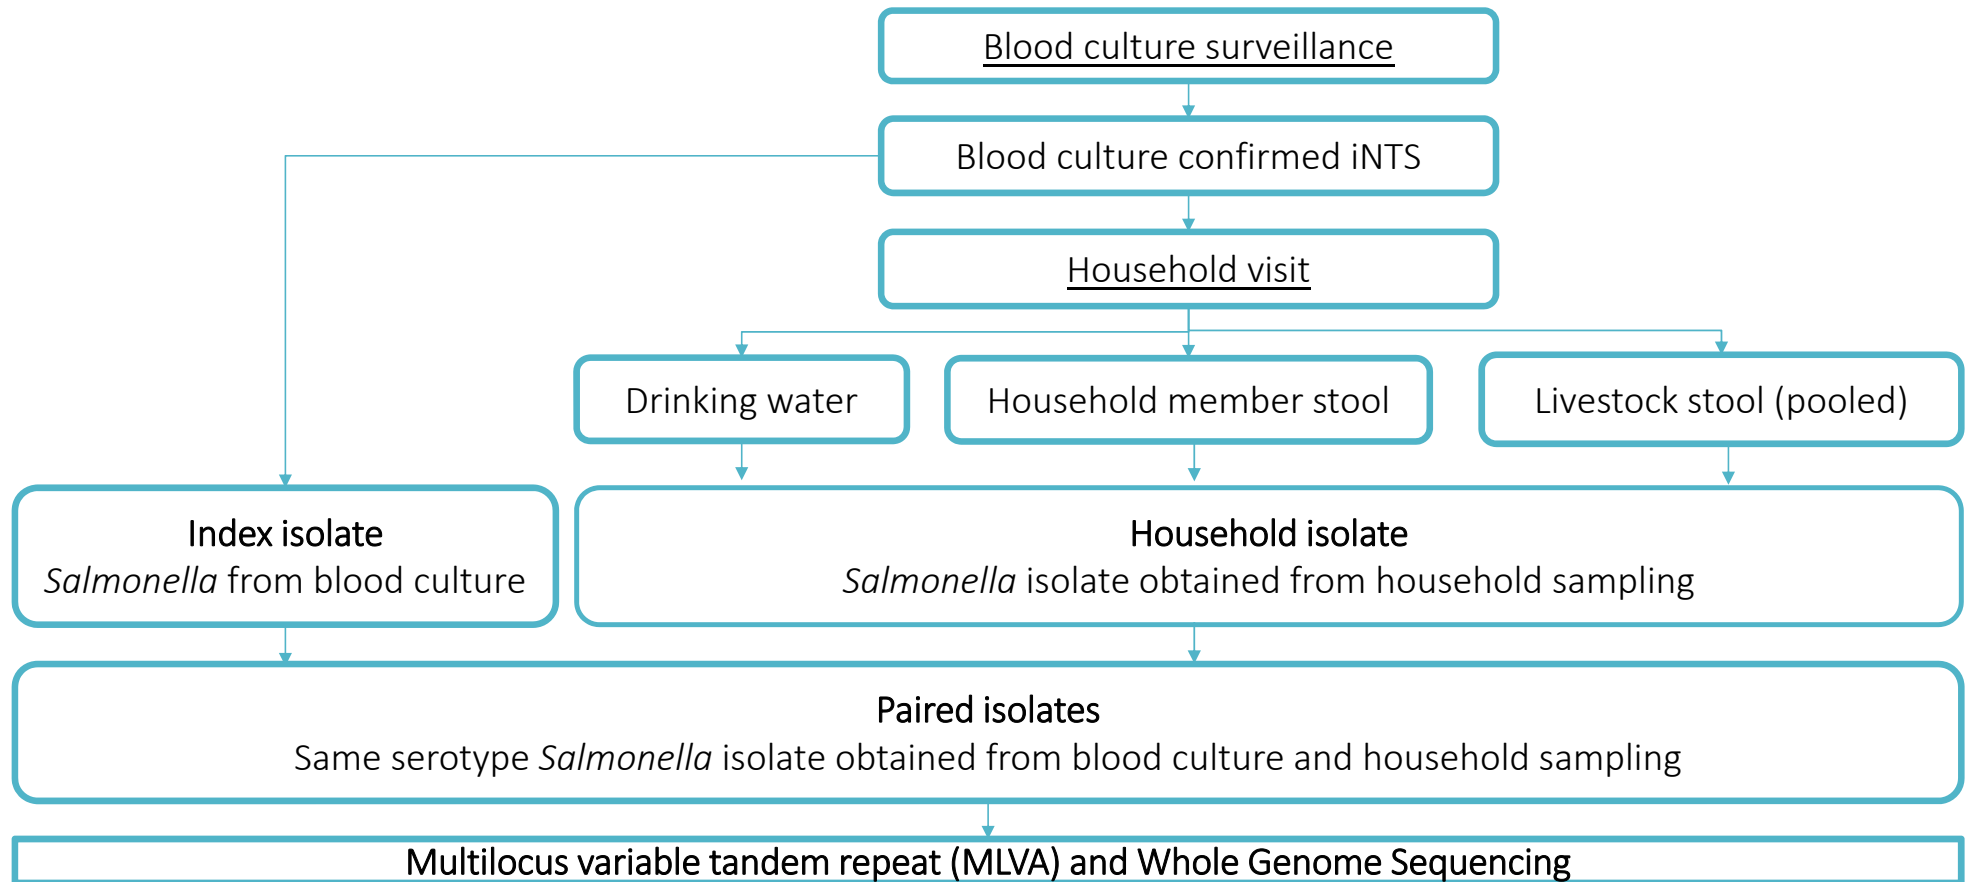 Blood culture surveillance
Blood culture confirmed iNTS
Household visit
Drinking water
Household member stool
Livestock stool (pooled)
Index isolate
Salmonella from blood culture
Household isolate
Salmonella isolate obtained from household sampling
Paired isolates
Same serotype Salmonella isolate obtained from blood culture and household sampling
Multilocus variable tandem repeat (MLVA) and Whole Genome Sequencing